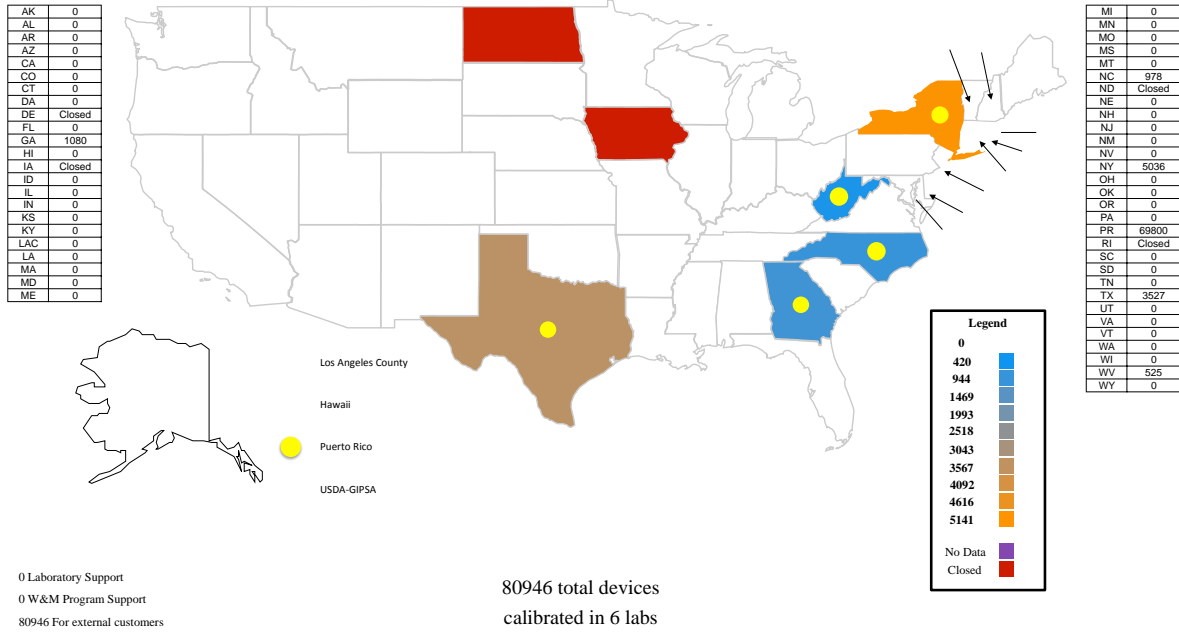 AK 0
AL 0
AR 0
AZ 0
CA 0
CO 0
CT 0
DA 0
DE Closed
FL 0
GA 1080
HI 0
IA Closed
ID 0
IL 0
IN 0
KS 0
KY 0
LAC 0
LA 0
MA 0
MD 0
ME 0
MI 0
MN 0
MO 0
MS 0
MT 0
NC 978
ND Closed
NE 0
NH 0
NJ 0
NM 0
NV 0
NY 5036
OH 0
OK 0
OR 0
PA 0
PR 69800
RI Closed
SC 0
SD 0
TN 0
TX 3527
UT 0
VA 0
VT 0
WA 0
WI 0
WV 525
WY 0
Los Angeles County
Hawaii
Puerto Rico
USDA-GIPSA
Legend
0
420
944
1469
1993
2518
3043
3567
4092
4616
5141
No Data
Closed
0 Laboratory Support
0 W&M Program Support
80946 For external customers
80946 total devices
calibrated in 6 labs